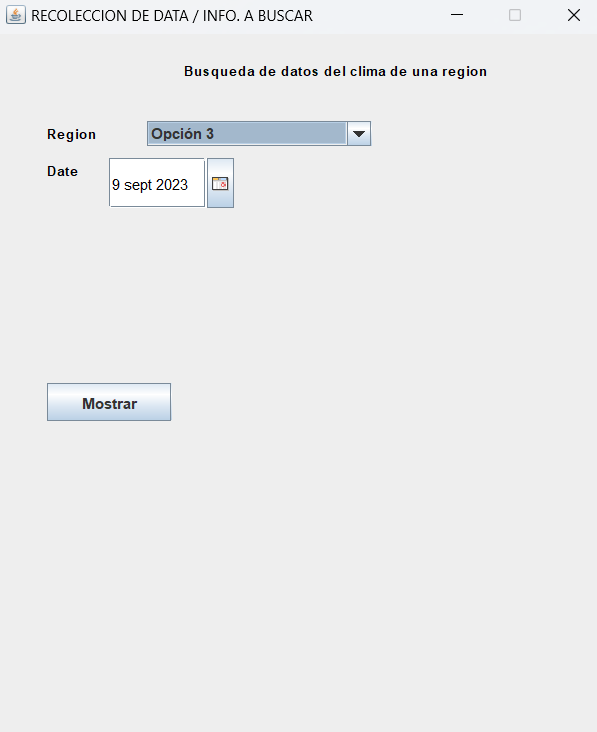 RECOLECCION DE DATA / INFO. A BUSCAR
Busqueda de datos del clima de una region
Region
Opción 3
Date
9 sept 2023
Mostrar